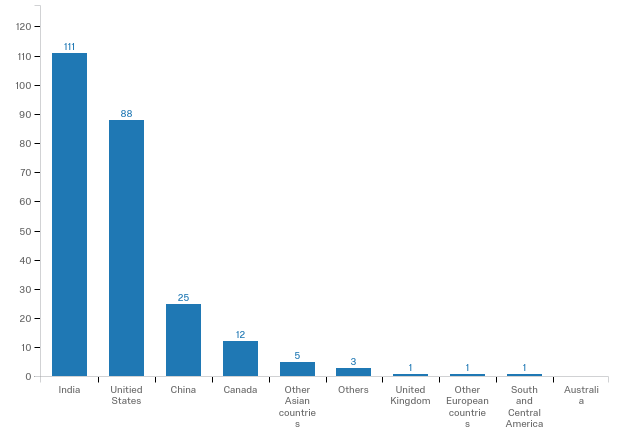 120
110
100
90
80
70
60
50
40
30
20
10
0
111
88
25
12
5
3
1
1
1
India
Unitied
States
China
Canada
Other
Asian
countrie
s
Others
United
Kingdom
Other
European
countrie
s
South
and
Central
America
Australi
a